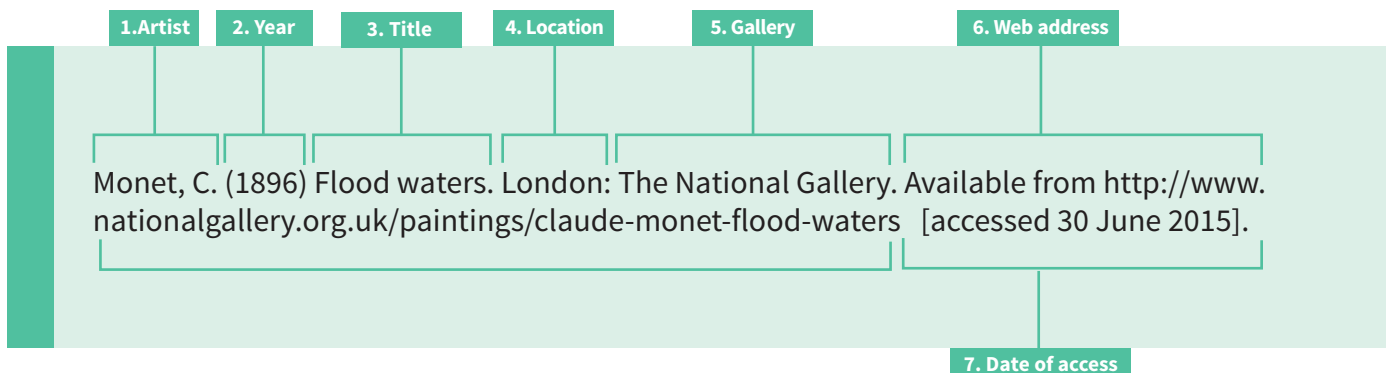 1.Artist 2. Year 3. Title 4. Location 5. Gallery 6. Web address
Monet, C. (1896) Flood waters. London: The National Gallery. Available from http://www.
nationalgallery.org.uk/paintings/claude-monet-flood-waters [accessed 30 June 2015].
7. Date of access